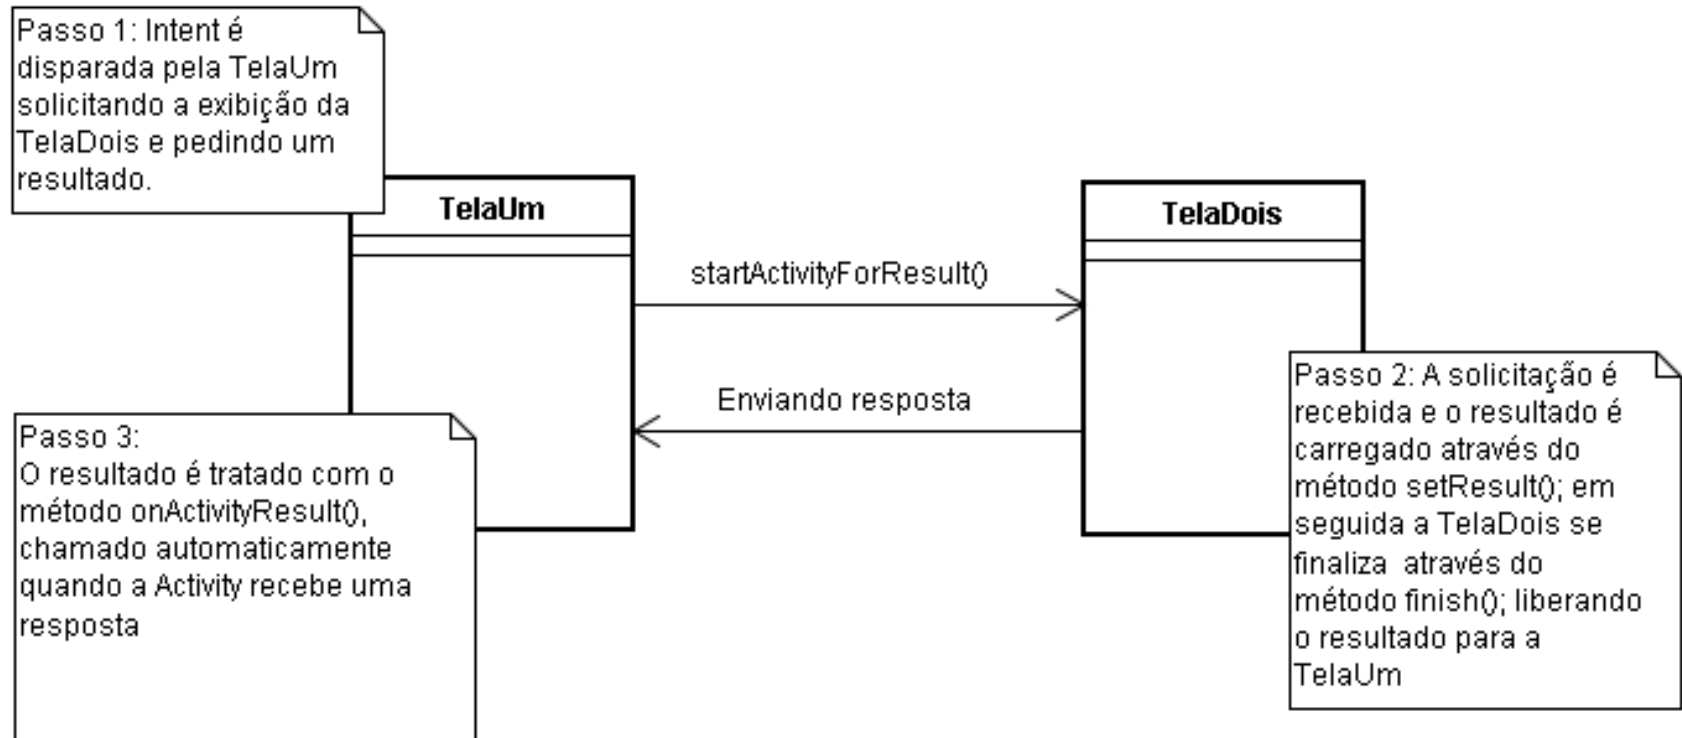 Passo 1: Intent é
disparada pela TelaUm
solicitando a exibição da
TelaDois e pedindo um
resultado.
TelaUm
TelaDois
startActivityForResult()
Enviando resposta
Passo 2: A solicitação é
recebida e o resultado é
carregado através do
método setResult(); em
seguida a TelaDois se
finaliza  através do
método finish(); liberando
o resultado para a
TelaUm
Passo 3:
O resultado é tratado com o
método onActivityResult(),
chamado automaticamente
quando a Activity recebe uma
resposta